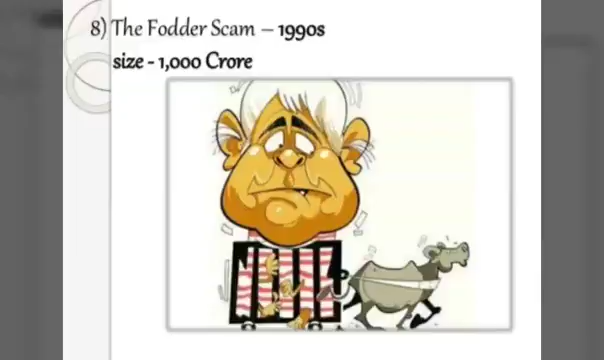 8) The Fodder Scam – 1990s
size - 1,000 Crore